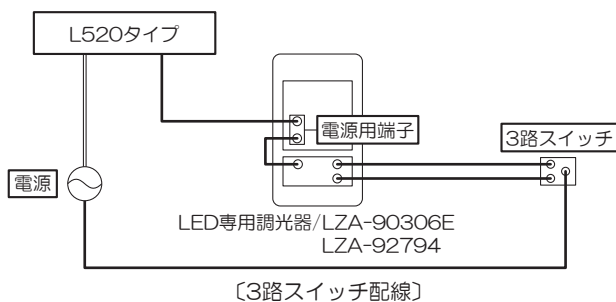 L520タイプ
電源用端子
3路スイッチ
電源
LED専用調光器/LZA-90306E
LZA-92794
〔3路スイッチ配線〕